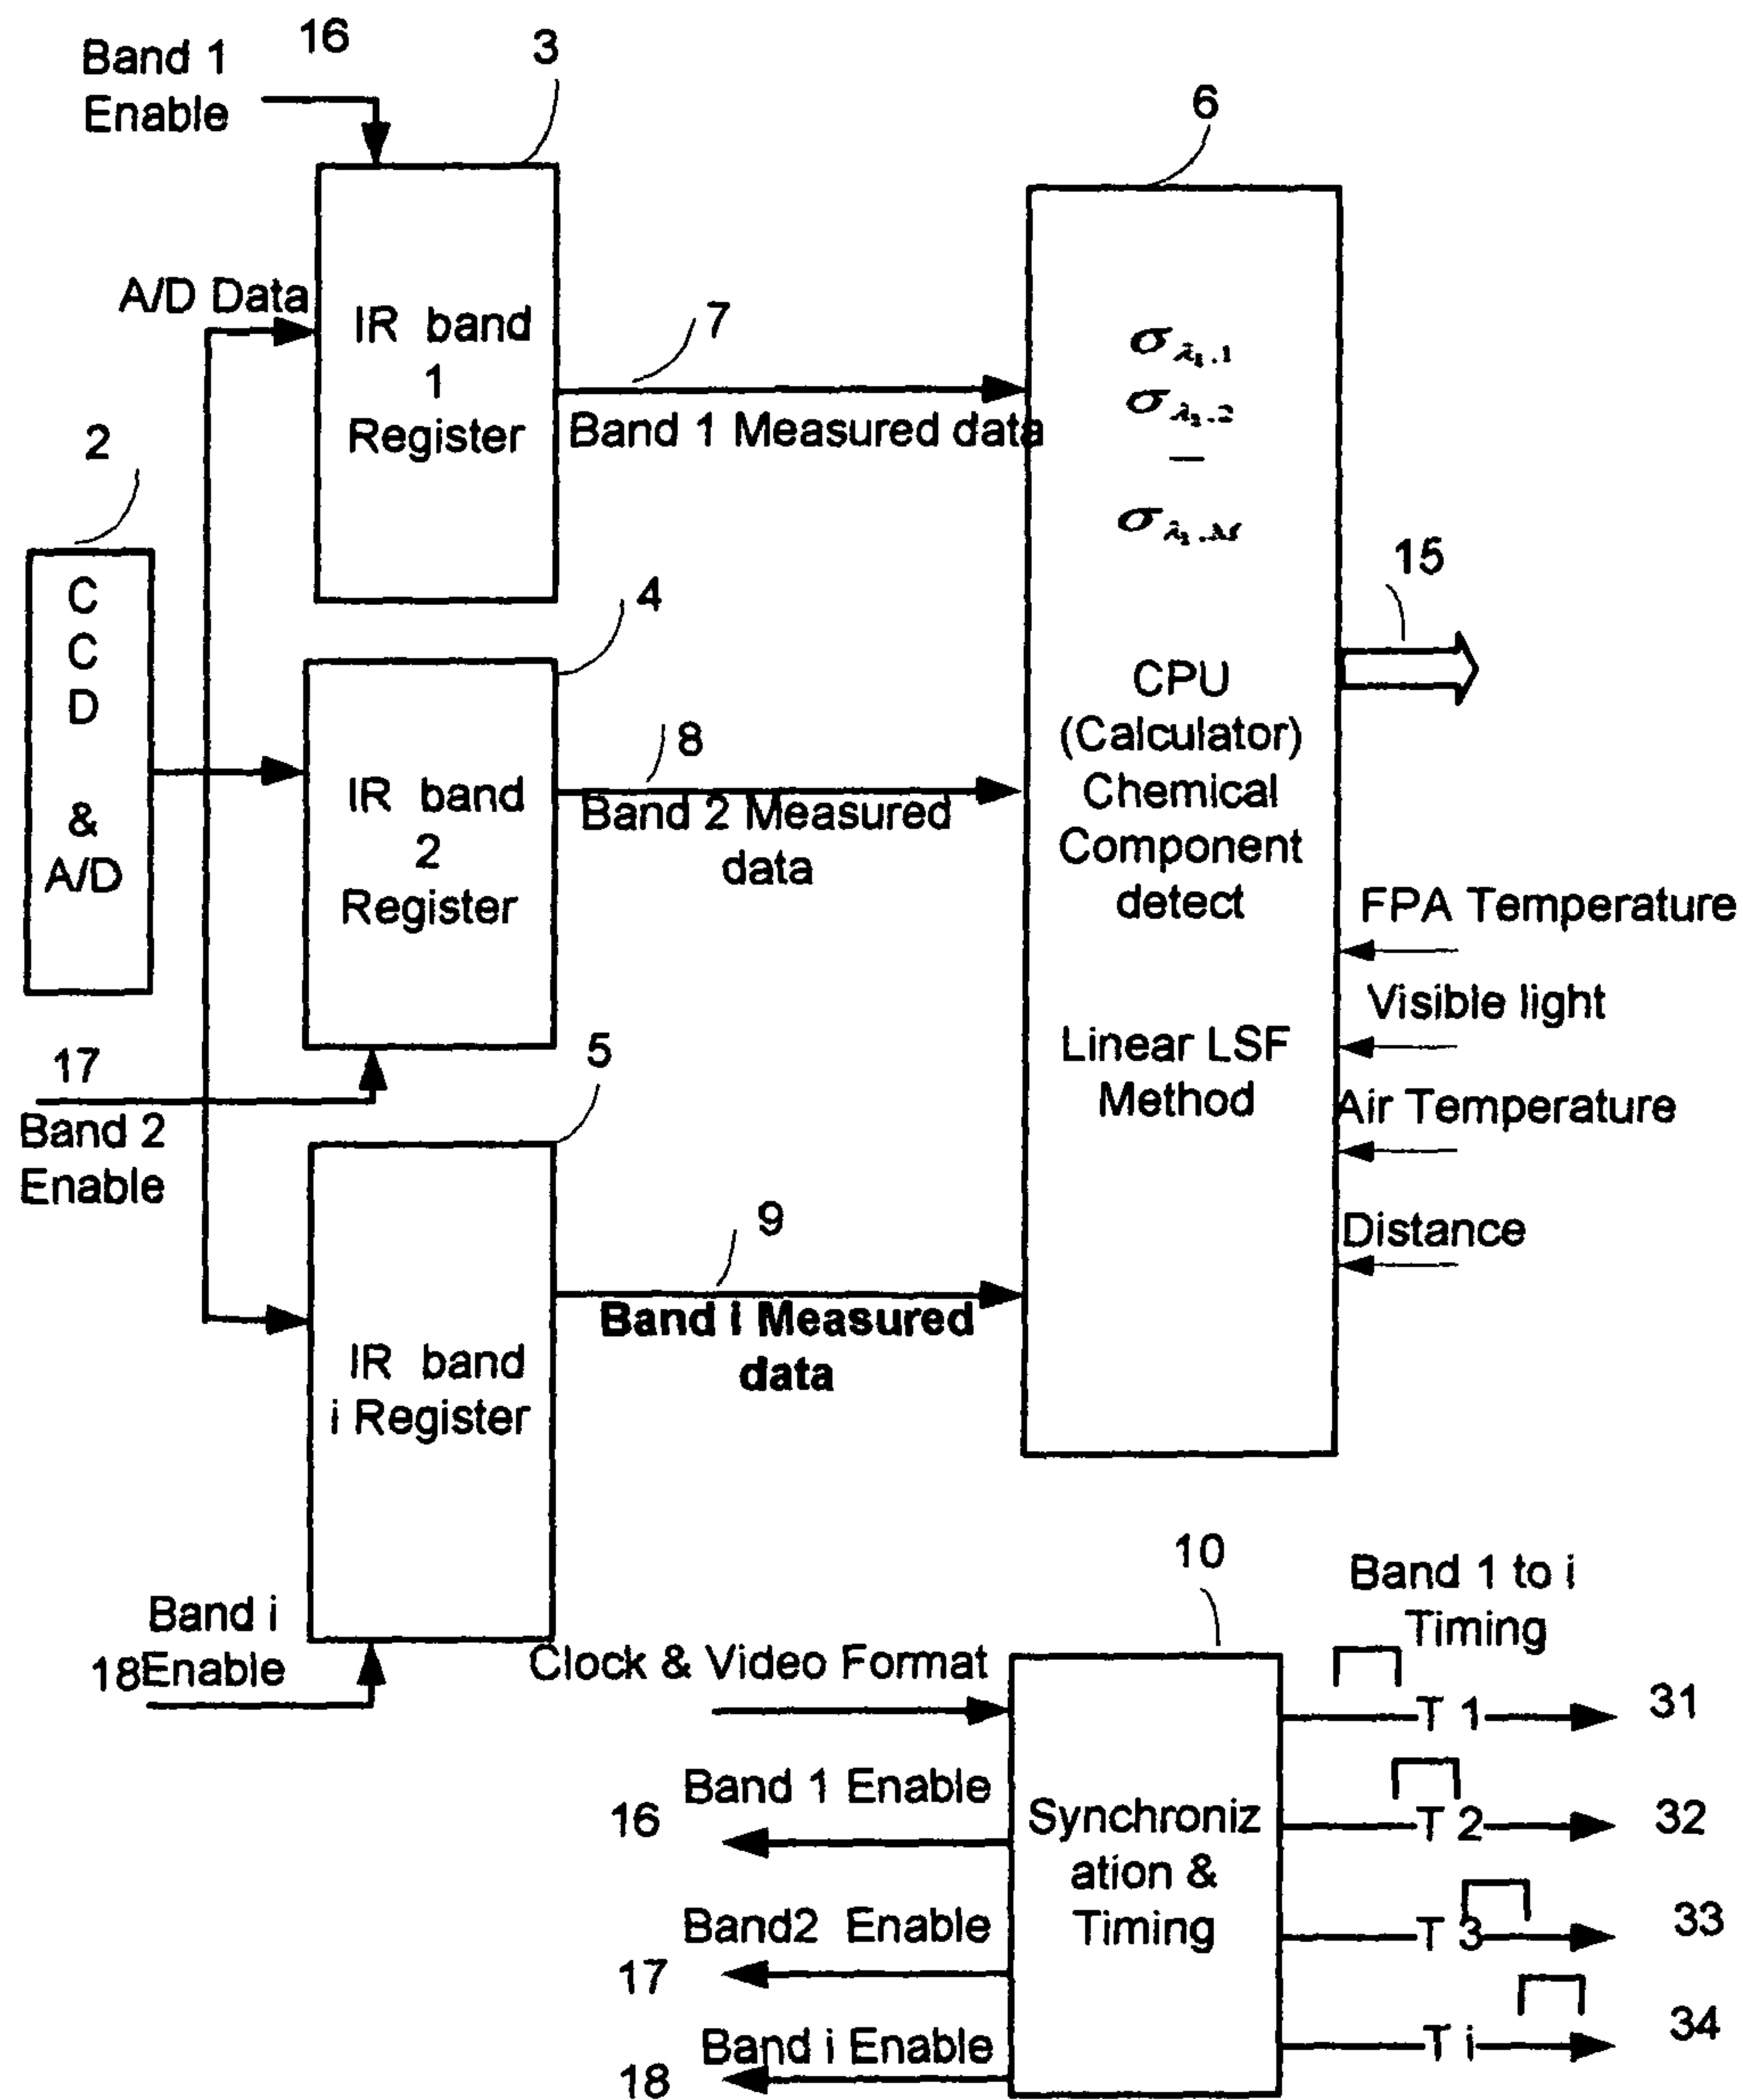 16
Band 1
Enable
3
6
A/D Data
IR band
1
Register
7
Band 1 Measured data
σλ₁.1
σλ₁.2
—
σλ₁.M
2
C
C
D
&
A/D
15
4
IR band
2
Register
8
Band 2 Measured
data
CPU
(Calculator)
Chemical
Component
detect
Linear LSF
Method
FPA Temperature
Visible light
Air Temperature
Distance
17
Band 2
Enable
5
IR band
i Register
9
Band i Measured
data
Band i
18Enable
10
Band 1 to i
Timing
Clock & Video Format
Synchroniz
ation &
Timing
Band 1 Enable
16
Band2 Enable
17
Band i Enable
18
T 1
31
T 2
32
T 3
33
T i
34